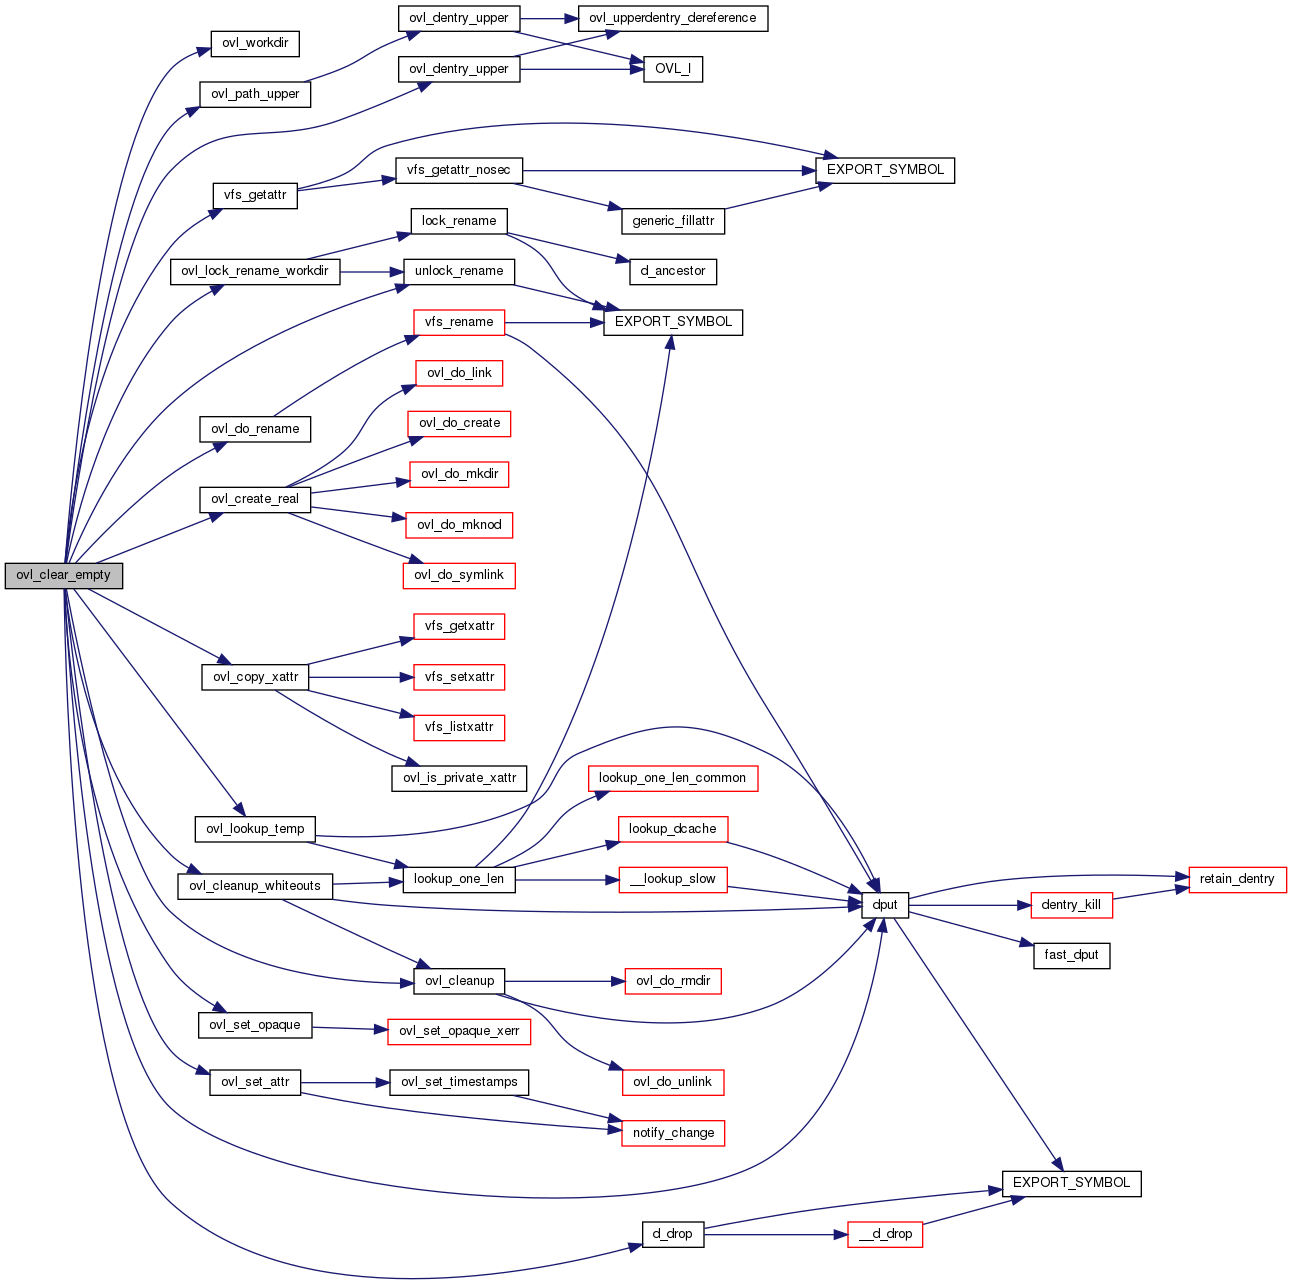 ovl_dentry_upper
ovl_upperdentry_dereference
ovl_workdir
ovl_dentry_upper
OVL_I
ovl_path_upper
vfs_getattr_nosec
EXPORT_SYMBOL
vfs_getattr
lock_rename
generic_fillattr
ovl_lock_rename_workdir
unlock_rename
d_ancestor
vfs_rename
EXPORT_SYMBOL
ovl_do_link
ovl_do_rename
ovl_do_create
ovl_do_mkdir
ovl_create_real
ovl_do_mknod
ovl_clear_empty
ovl_do_symlink
vfs_getxattr
ovl_copy_xattr
vfs_setxattr
vfs_listxattr
ovl_is_private_xattr
lookup_one_len_common
ovl_lookup_temp
lookup_dcache
ovl_cleanup_whiteouts
lookup_one_len
__lookup_slow
retain_dentry
dput
dentry_kill
fast_dput
ovl_cleanup
ovl_do_rmdir
ovl_set_opaque
ovl_set_opaque_xerr
ovl_set_attr
ovl_set_timestamps
ovl_do_unlink
notify_change
EXPORT_SYMBOL
d_drop
__d_drop